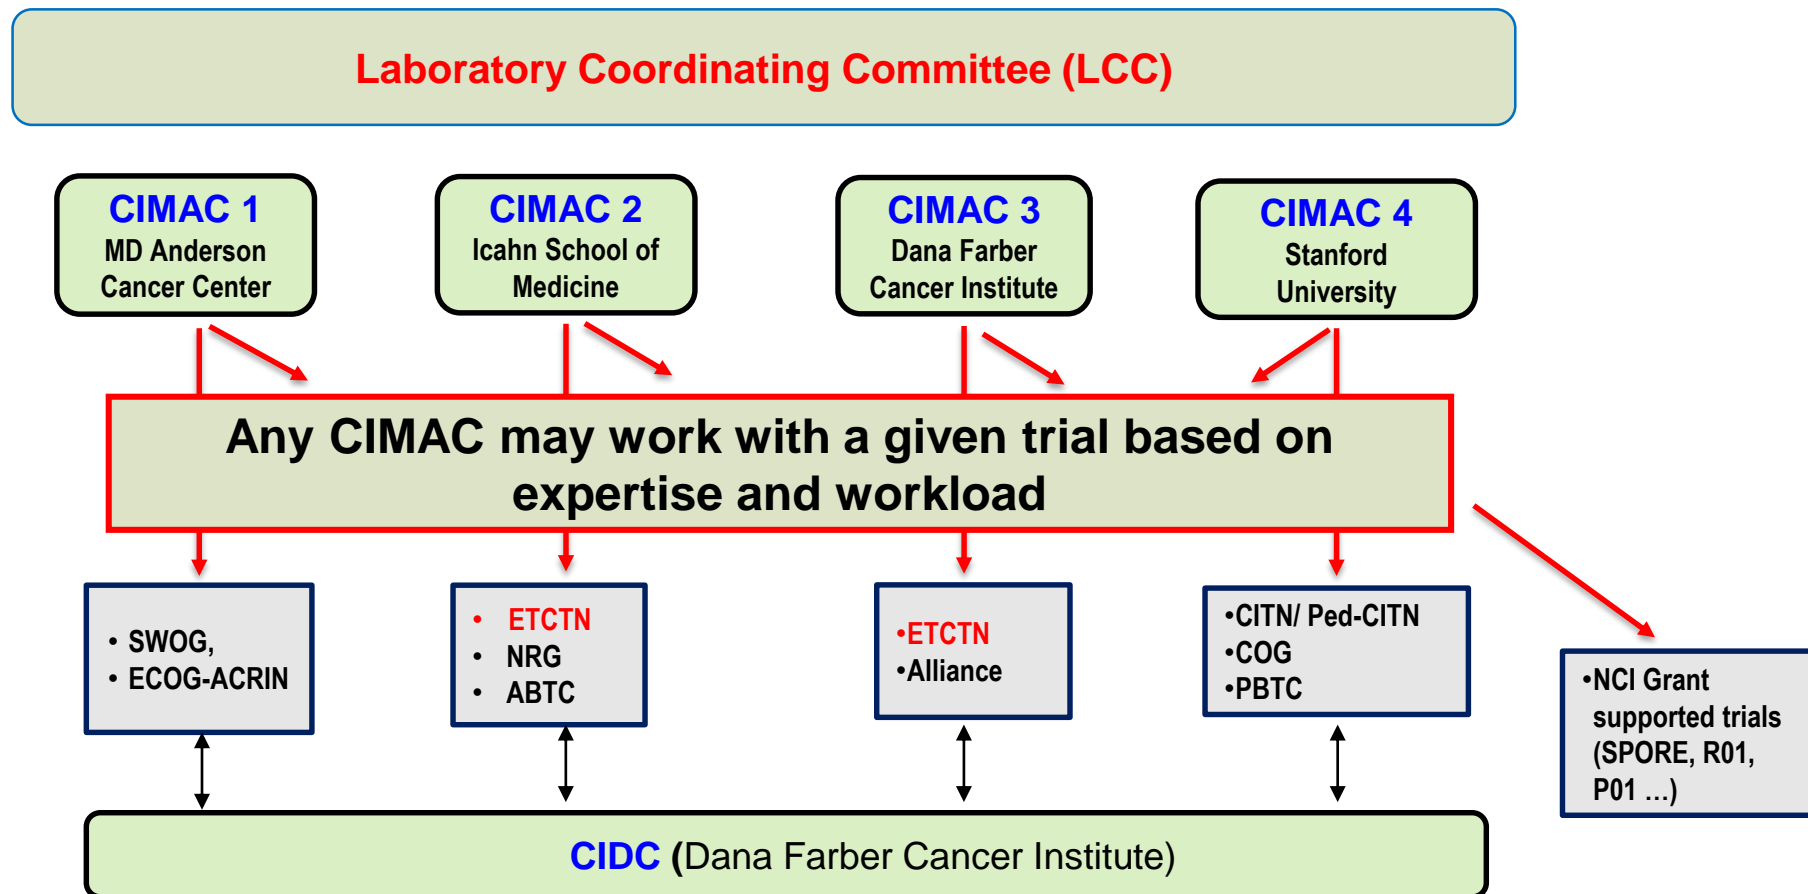 Laboratory Coordinating Committee (LCC)
CIMAC 1
MD Anderson
Cancer Center
CIMAC 2
Icahn School of
Medicine
CIMAC 3
Dana Farber
Cancer Institute
CIMAC 4
Stanford
University
Any CIMAC may work with a given trial based on
expertise and workload
• SWOG,
• ECOG-ACRIN
• ETCTN
• NRG
• ABTC
•ETCTN
•Alliance
•CITN/ Ped-CITN
•COG
•PBTC
•NCI Grant
supported trials
(SPORE, R01,
P01 …)
CIDC (Dana Farber Cancer Institute)